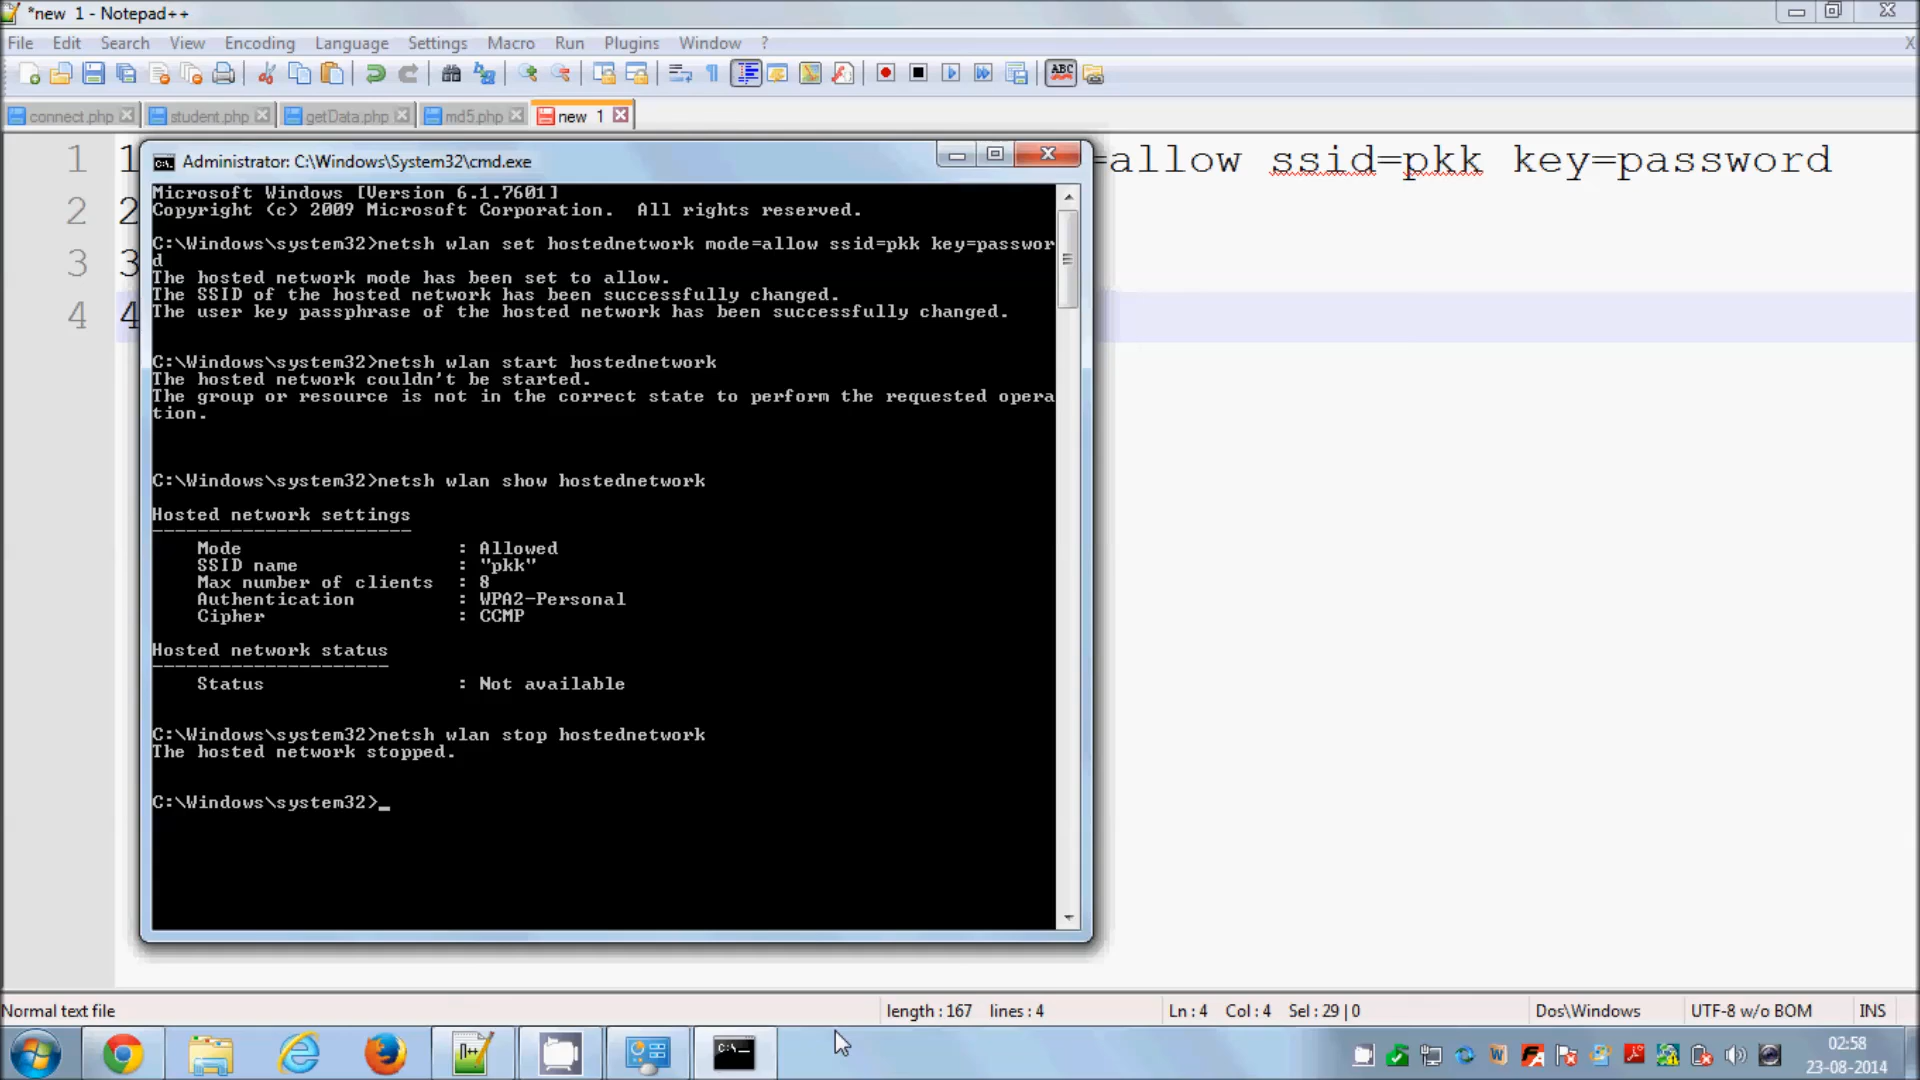 *new 1 - Notepad++
File Edit Search View Encoding Language Settings Macro Run Plugins Window ?
X
ABC
connect.php student.php getData.php md5.php new 1
1 1 =allow ssid=pkk key=password
2 2
3 3
4 4
Administrator: C:\Windows\System32\cmd.exe
Microsoft Windows [Version 6.1.7601]
Copyright (c) 2009 Microsoft Corporation.  All rights reserved.
C:\Windows\system32>netsh wlan set hostednetwork mode=allow ssid=pkk key=passwor
d
The hosted network mode has been set to allow.
The SSID of the hosted network has been successfully changed.
The user key passphrase of the hosted network has been successfully changed.
C:\Windows\system32>netsh wlan start hostednetwork
The hosted network couldn't be started.
The group or resource is not in the correct state to perform the requested opera
tion.
C:\Windows\system32>netsh wlan show hostednetwork
Hosted network settings
-----------------------
Mode : Allowed
SSID name : "pkk"
Max number of clients : 8
Authentication : WPA2-Personal
Cipher : CCMP
Hosted network status
---------------------
Status : Not available
C:\Windows\system32>netsh wlan stop hostednetwork
The hosted network stopped.
C:\Windows\system32>_
Normal text file length : 167 lines : 4 Ln : 4 Col : 4 Sel : 29 | 0 Dos\Windows UTF-8 w/o BOM INS
02:58
23-08-2014